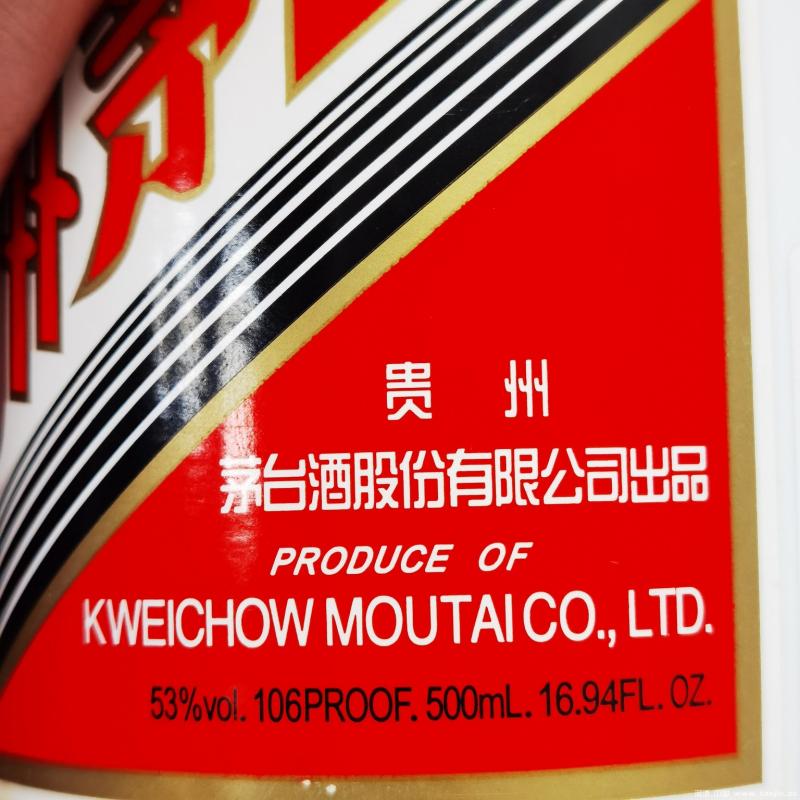 贵 州
茅台酒股份有限公司出品
PRODUCE OF
KWEICHOW MOUTAI CO., LTD.
53%vol. 106PROOF. 500mL. 16.94FL. OZ.